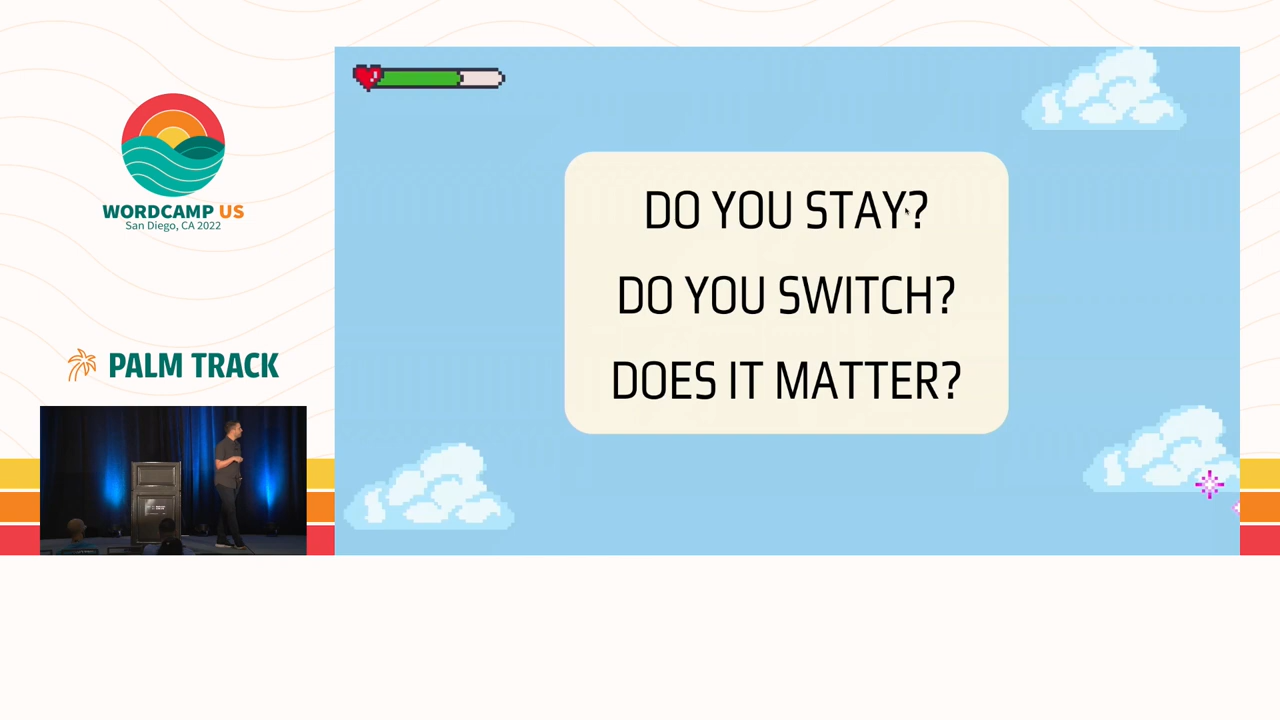 WORDCAMP US
San Diego, CA 2022
PALM TRACK
DO YOU STAY?
DO YOU SWITCH?
DOES IT MATTER?